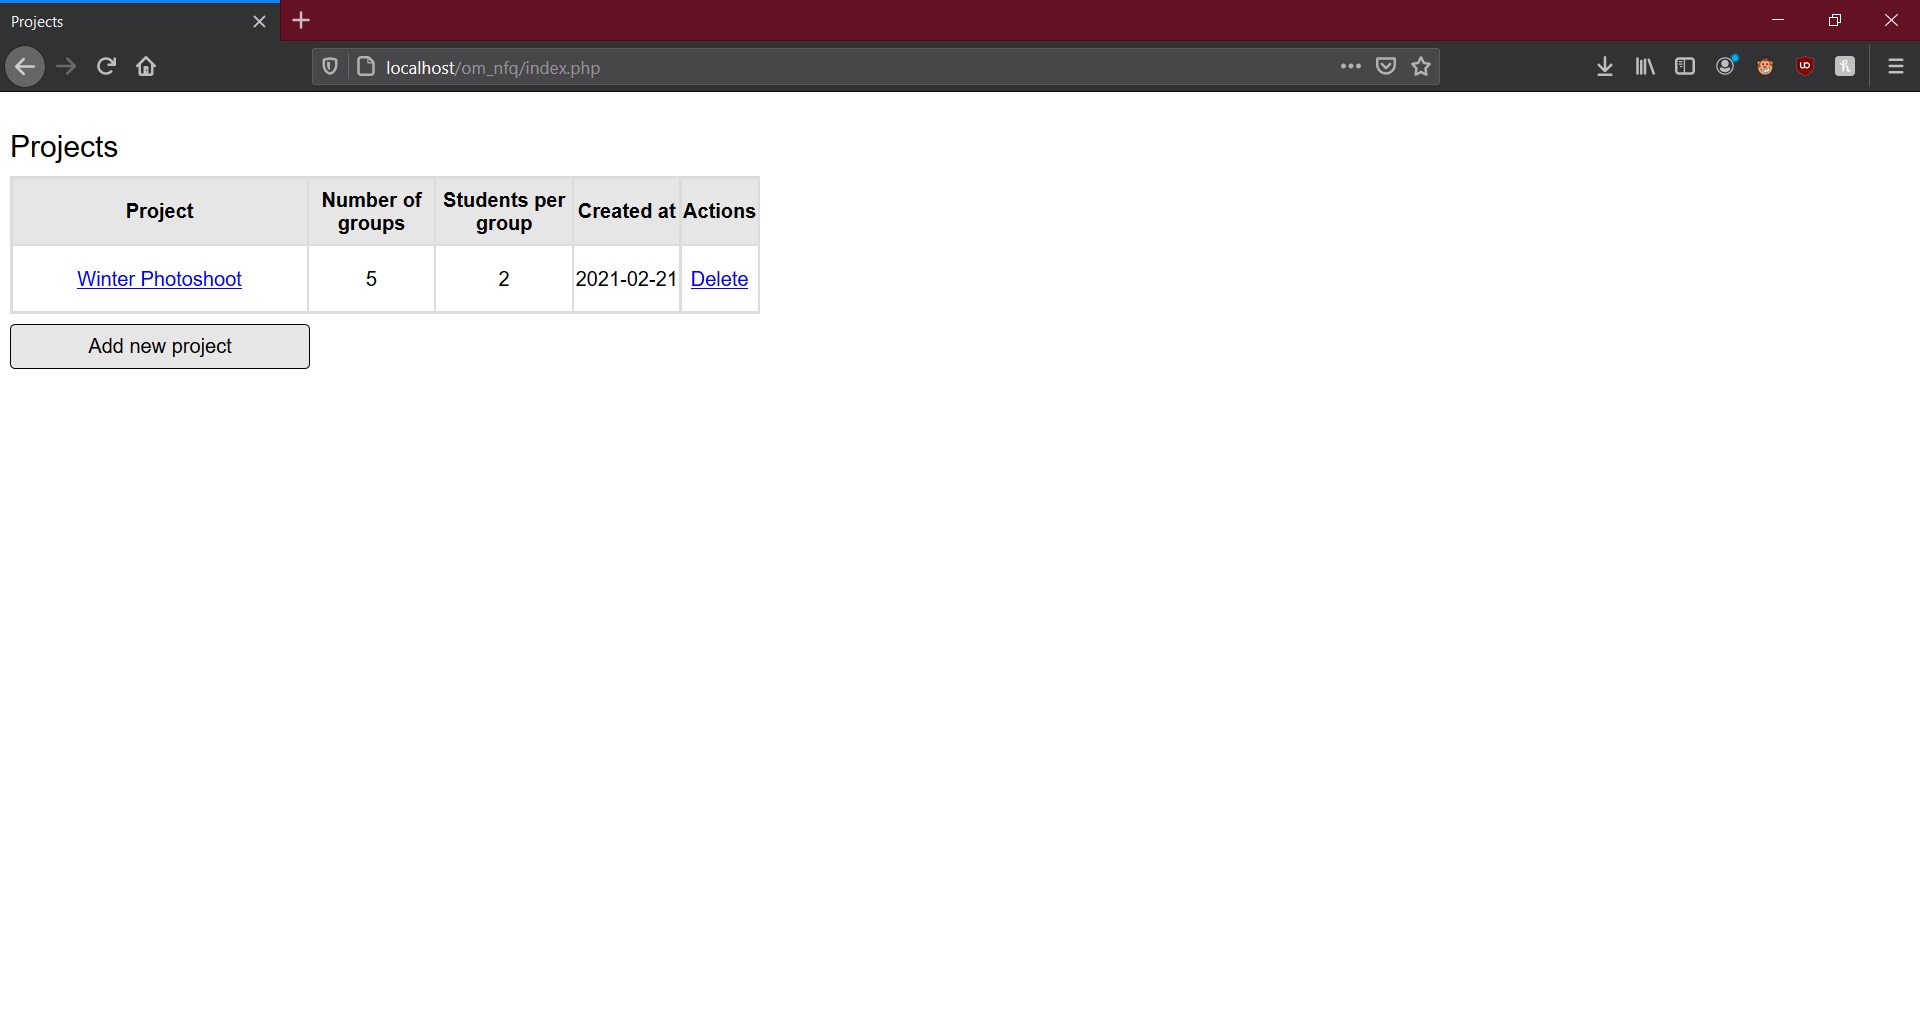 Projects
localhost/om_nfq/index.php
Projects
Project
Number of
groups
Students per
group
Created at
Actions
Winter Photoshoot
5
2
2021-02-21
Delete
Add new project